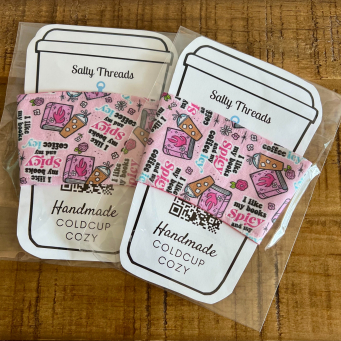 Salty Threads
I like
my books
Spicy
and my
coffee
Icy
Handmade
COLDCUP
COZY
Salty Threads
I like
my books
Spicy
and my
coffee
Icy
Handmade
COLDCUP
COZY